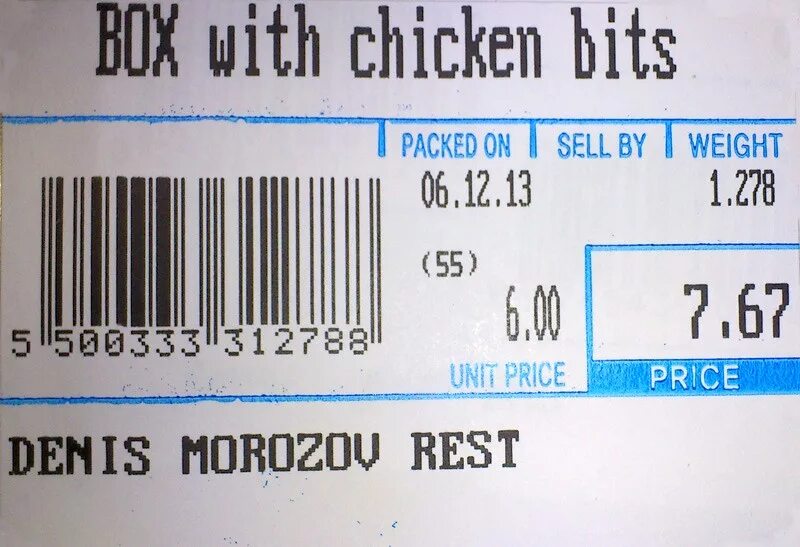 BOX with chicken bits
PACKED ON SELL BY WEIGHT
06.12.13 1.278
(55)
6.00 7.67
5 500333 312788
UNIT PRICE PRICE
DENIS MOROZOV REST